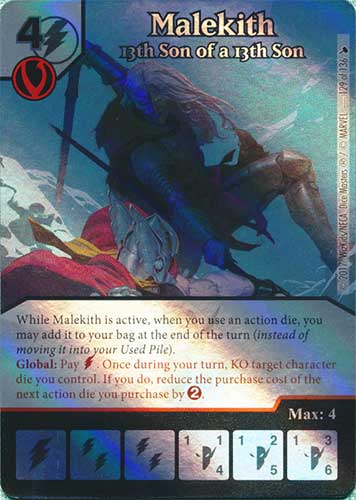 4
Malekith
13th Son of a 13th Son
129 of 136
© 2017 WizKids/NECA. Dice Masters ® / © MARVEL
While Malekith is active, when you use an action die, you
may add it to your bag at the end of the turn (instead of
moving it into your Used Pile).
Global: Pay . Once during your turn, KO target character
die you control. If you do, reduce the purchase cost of the
next action die you purchase by 2.
Max: 4
1 1 4
1 2 5
1 3 6